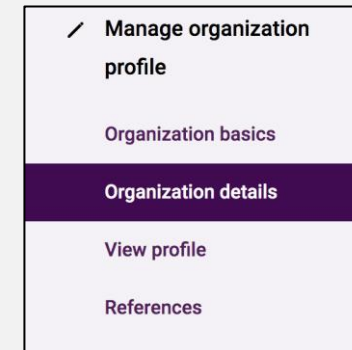 Manage organization
profile
Organization basics
Organization details
View profile
References